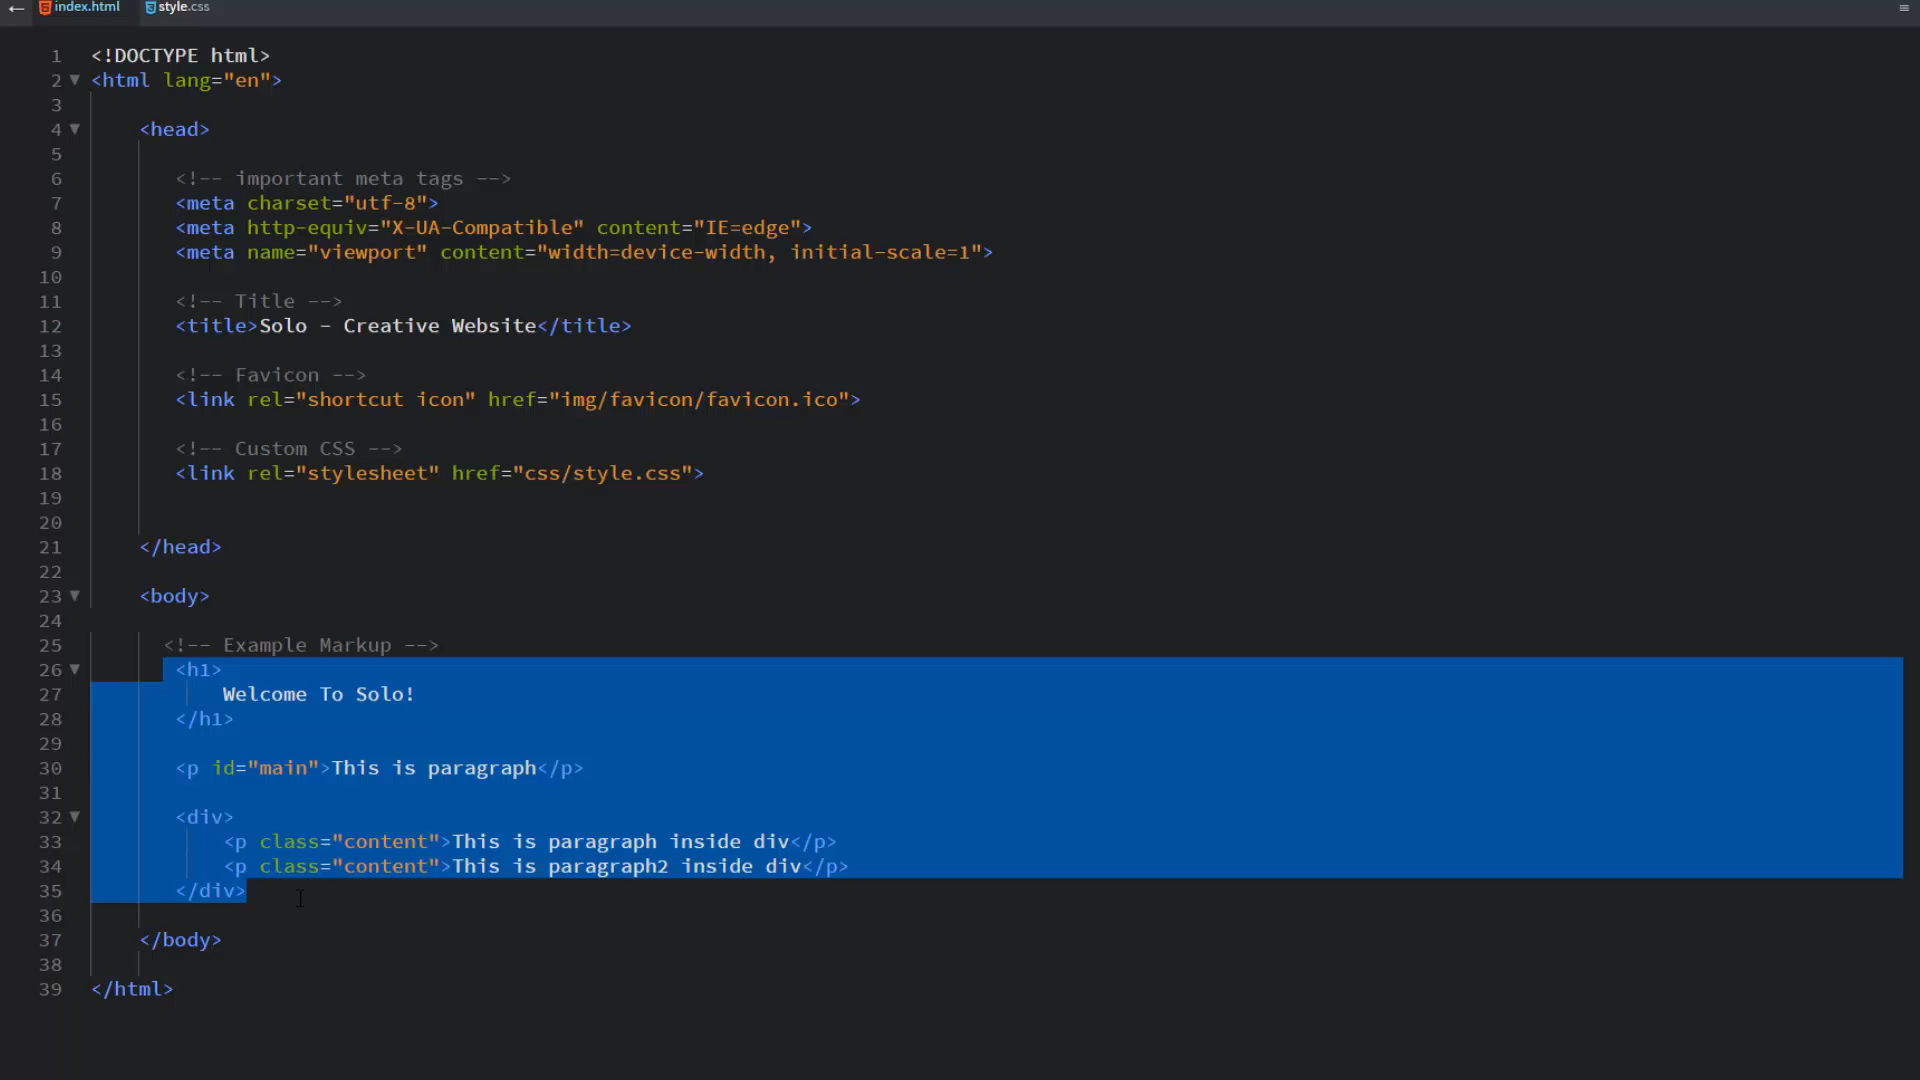 ← index.html style.css ≡
1 <!DOCTYPE html>
2 ▼ <html lang="en">
3
4 ▼ <head>
5
6 <!-- important meta tags -->
7 <meta charset="utf-8">
8 <meta http-equiv="X-UA-Compatible" content="IE=edge">
9 <meta name="viewport" content="width=device-width, initial-scale=1">
10
11 <!-- Title -->
12 <title>Solo - Creative Website</title>
13
14 <!-- Favicon -->
15 <link rel="shortcut icon" href="img/favicon/favicon.ico">
16
17 <!-- Custom CSS -->
18 <link rel="stylesheet" href="css/style.css">
19
20
21 </head>
22
23 ▼ <body>
24
25 <!-- Example Markup -->
26 ▼ <h1>
27 Welcome To Solo!
28 </h1>
29
30 <p id="main">This is paragraph</p>
31
32 ▼ <div>
33 <p class="content">This is paragraph inside div</p>
34 <p class="content">This is paragraph2 inside div</p>
35 </div>
36
37 </body>
38
39 </html>